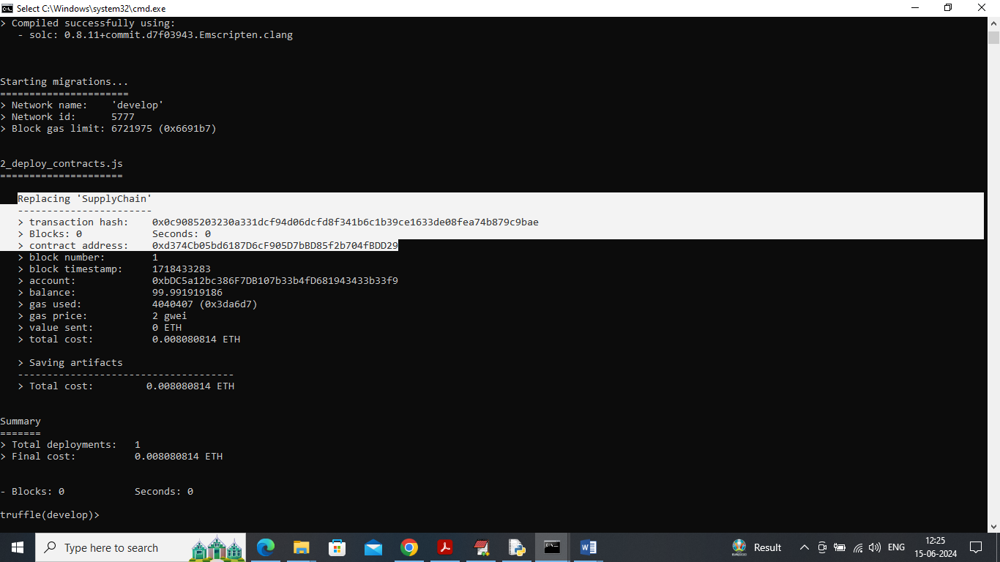 Select C:\Windows\system32\cmd.exe
> Compiled successfully using:
   - solc: 0.8.11+commit.d7f03943.Emscripten.clang
Starting migrations...
======================
> Network name:    'develop'
> Network id:      5777
> Block gas limit: 6721975 (0x6691b7)
2_deploy_contracts.js
=====================
   Replacing 'SupplyChain'
   -----------------------
   > transaction hash:    0x0c9085203230a331dcf94d06dcfd8f341b6c1b39ce1633de08fea74b879c9bae
   > Blocks: 0            Seconds: 0
   > contract address:    0xd374Cb05bd6187D6cF905D7bBD85f2b704fBDD29
   > block number:        1
   > block timestamp:     1718433283
   > account:             0xbDC5a12bc386F7DB107b33b4fD681943433b33f9
   > balance:             99.991919186
   > gas used:            4040407 (0x3da6d7)
   > gas price:           2 gwei
   > value sent:          0 ETH
   > total cost:          0.008080814 ETH
   > Saving artifacts
   -------------------------------------
   > Total cost:         0.008080814 ETH
Summary
=======
> Total deployments:   1
> Final cost:          0.008080814 ETH
- Blocks: 0            Seconds: 0
truffle(develop)>
Type here to search
Result
ENG
12:25
15-06-2024